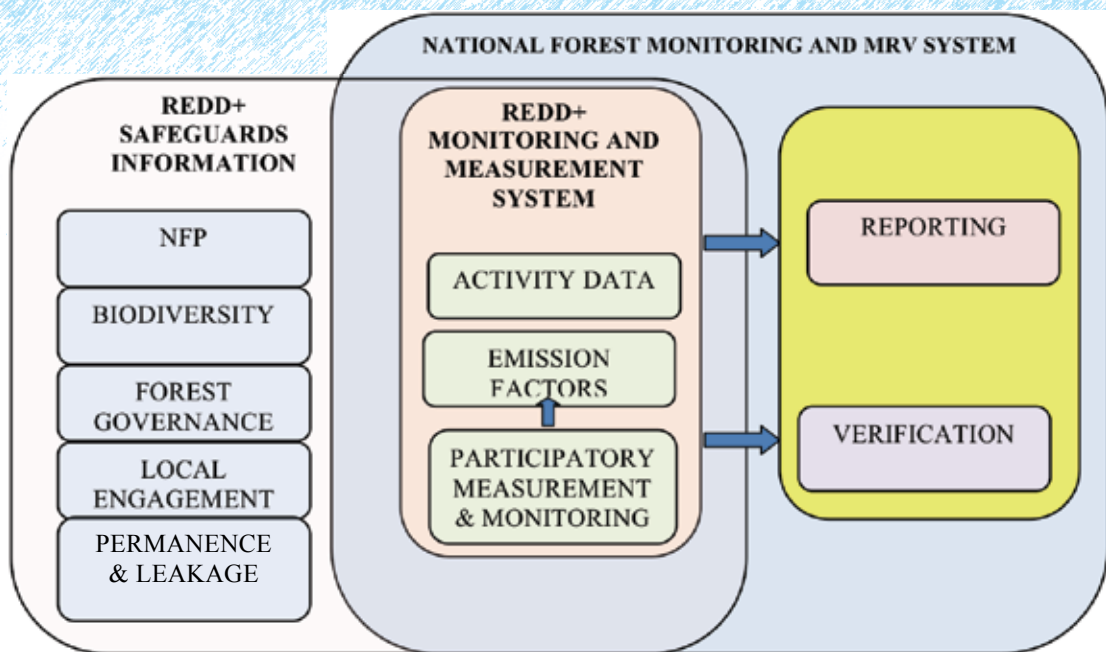 NATIONAL FOREST MONITORING AND MRV SYSTEM
REDD+
SAFEGUARDS
INFORMATION
NFP
BIODIVERSITY
FOREST
GOVERNANCE
LOCAL
ENGAGEMENT
PERMANENCE
& LEAKAGE
REDD+
MONITORING AND
MEASUREMENT
SYSTEM
ACTIVITY DATA
EMISSION
FACTORS
PARTICIPATORY
MEASUREMENT
& MONITORING
REPORTING
VERIFICATION